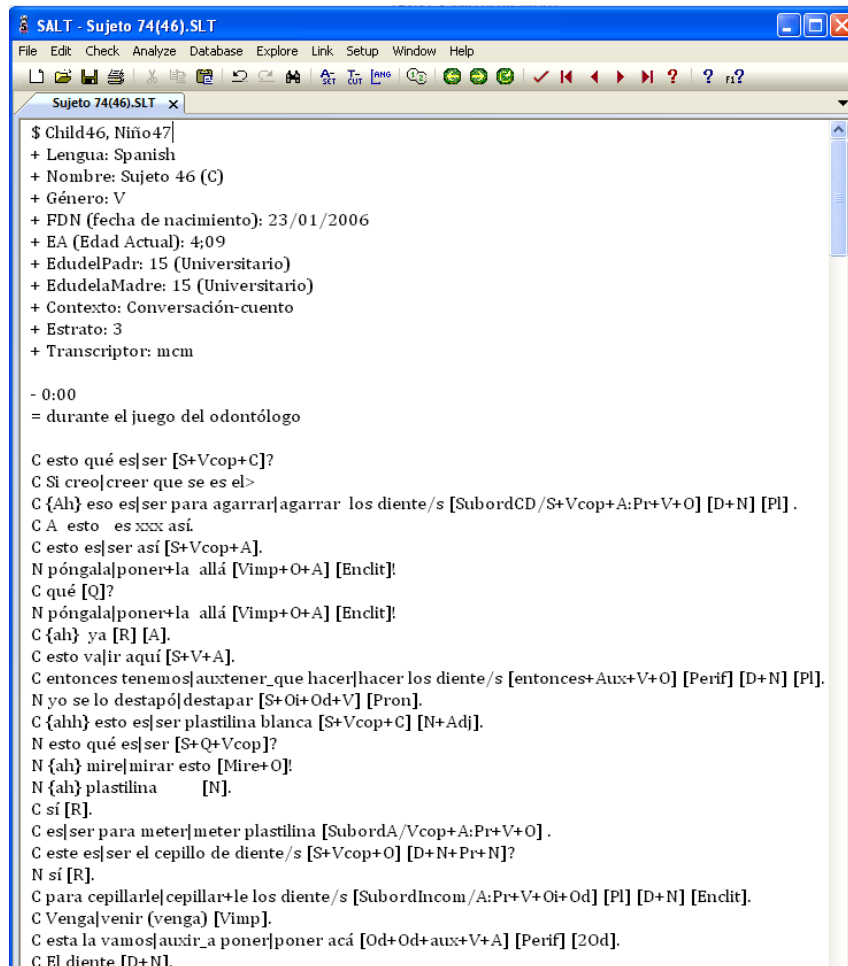 SALT - Sujeto 74(46).SLT
File Edit Check Analyze Database Explore Link Setup Window Help
Sujeto 74(46).SLT x
$ Child46, Niño47
+ Lengua: Spanish
+ Nombre: Sujeto 46 (C)
+ Género: V
+ FDN (fecha de nacimiento): 23/01/2006
+ EA (Edad Actual): 4;09
+ EdudelPadr: 15 (Universitario)
+ EdudelaMadre: 15 (Universitario)
+ Contexto: Conversación-cuento
+ Estrato: 3
+ Transcriptor: mcm
- 0:00
= durante el juego del odontólogo
C esto qué es|ser [S+Vcop+C]?
C Si creo|creer que se es el>
C {Ah} eso es|ser para agarrar|agarrar los diente/s [SubordCD/S+Vcop+A:Pr+V+O] [D+N] [Pl] .
C A esto es xxx así.
C esto es|ser así [S+Vcop+A].
N póngala|poner+la allá [Vimp+O+A] [Enclit]!
C qué [Q]?
N póngala|poner+la allá [Vimp+O+A] [Enclit]!
C {ah} ya [R] [A].
C esto va|ir aquí [S+V+A].
C entonces tenemos|auxtener_que hacer|hacer los diente/s [entonces+Aux+V+O] [Perif] [D+N] [Pl].
N yo se lo destapó|destapar [S+Oi+Od+V] [Pron].
C {ahh} esto es|ser plastilina blanca [S+Vcop+C] [N+Adj].
N esto qué es|ser [S+Q+Vcop]?
N {ah} mire|mirar esto [Mire+O]!
N {ah} plastilina [N].
C sí [R].
C es|ser para meter|meter plastilina [SubordA/Vcop+A:Pr+V+O] .
C este es|ser el cepillo de diente/s [S+Vcop+O] [D+N+Pr+N]?
N sí [R].
C para cepillarle|cepillar+le los diente/s [SubordIncom/A:Pr+V+Oi+Od] [Pl] [D+N] [Enclit].
C Venga|venir (venga) [Vimp].
C esta la vamos|auxir_a poner|poner acá [Od+Od+aux+V+A] [Perif] [2Od].
C El diente [D+N].